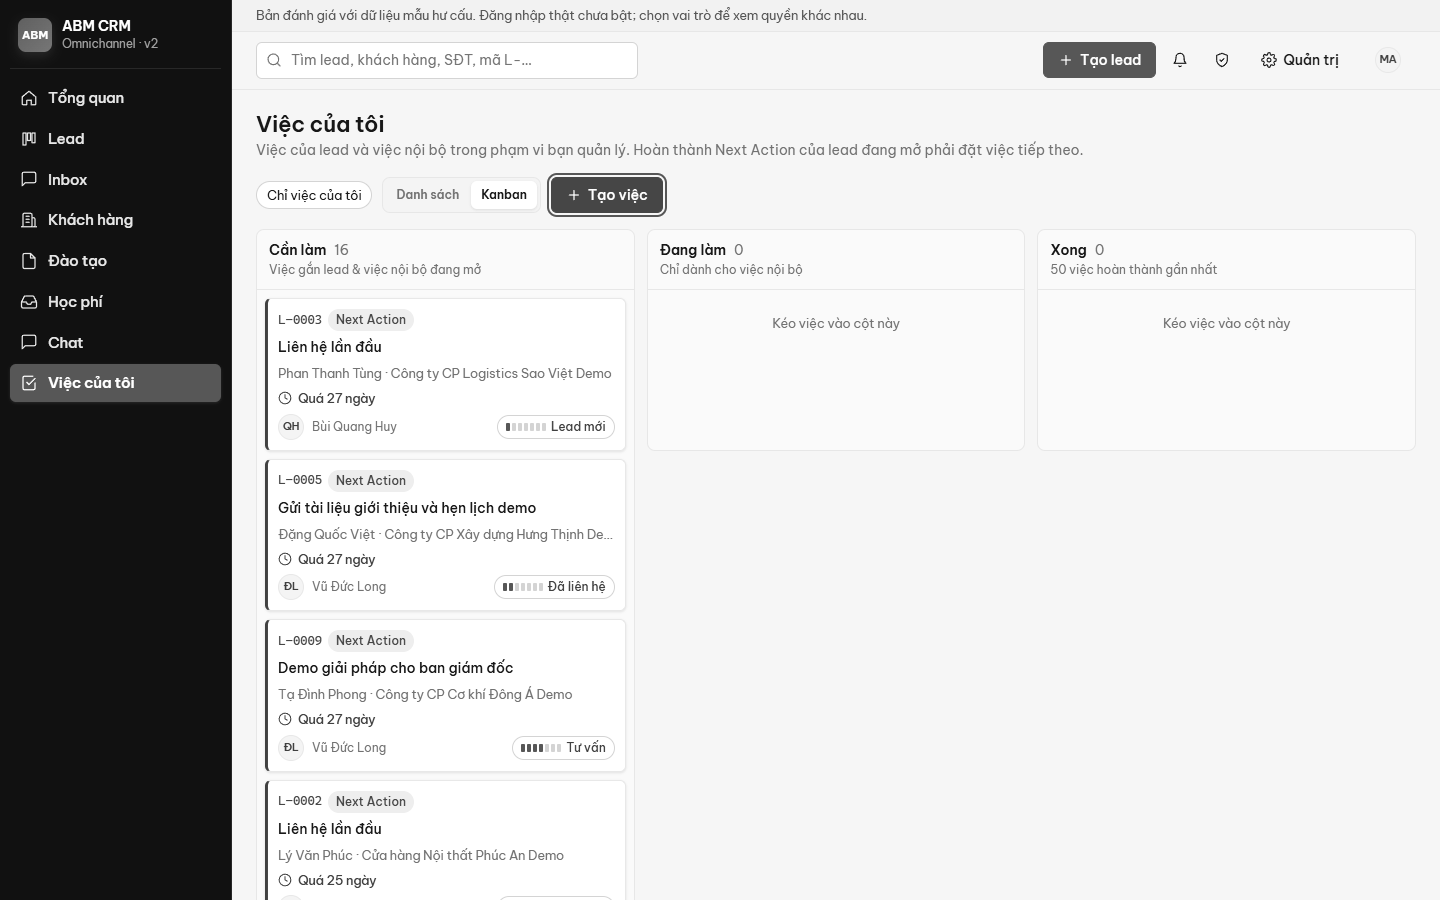 ABM
ABM CRM
Omnichannel · v2
Tổng quan
Lead
Inbox
Khách hàng
Đào tạo
Học phí
Chat
Việc của tôi
Bản đánh giá với dữ liệu mẫu hư cấu. Đăng nhập thật chưa bật; chọn vai trò để xem quyền khác nhau.
Tìm lead, khách hàng, SĐT, mã L-...
Tạo lead
Quản trị
MA
Việc của tôi
Việc của lead và việc nội bộ trong phạm vi bạn quản lý. Hoàn thành Next Action của lead đang mở phải đặt việc tiếp theo.
Chỉ việc của tôi
Danh sách
Kanban
Tạo việc
Cần làm 16
Việc gắn lead & việc nội bộ đang mở
L-0003 Next Action
Liên hệ lần đầu
Phan Thanh Tùng · Công ty CP Logistics Sao Việt Demo
Quá 27 ngày
QH Bùi Quang Huy Lead mới
L-0005 Next Action
Gửi tài liệu giới thiệu và hẹn lịch demo
Đặng Quốc Việt · Công ty CP Xây dựng Hưng Thịnh De...
Quá 27 ngày
ĐL Vũ Đức Long Đã liên hệ
L-0009 Next Action
Demo giải pháp cho ban giám đốc
Tạ Đình Phong · Công ty CP Cơ khí Đông Á Demo
Quá 27 ngày
ĐL Vũ Đức Long Tư vấn
L-0002 Next Action
Liên hệ lần đầu
Lý Văn Phúc · Cửa hàng Nội thất Phúc An Demo
Quá 25 ngày
Đang làm 0
Chỉ dành cho việc nội bộ
Kéo việc vào cột này
Xong 0
50 việc hoàn thành gần nhất
Kéo việc vào cột này